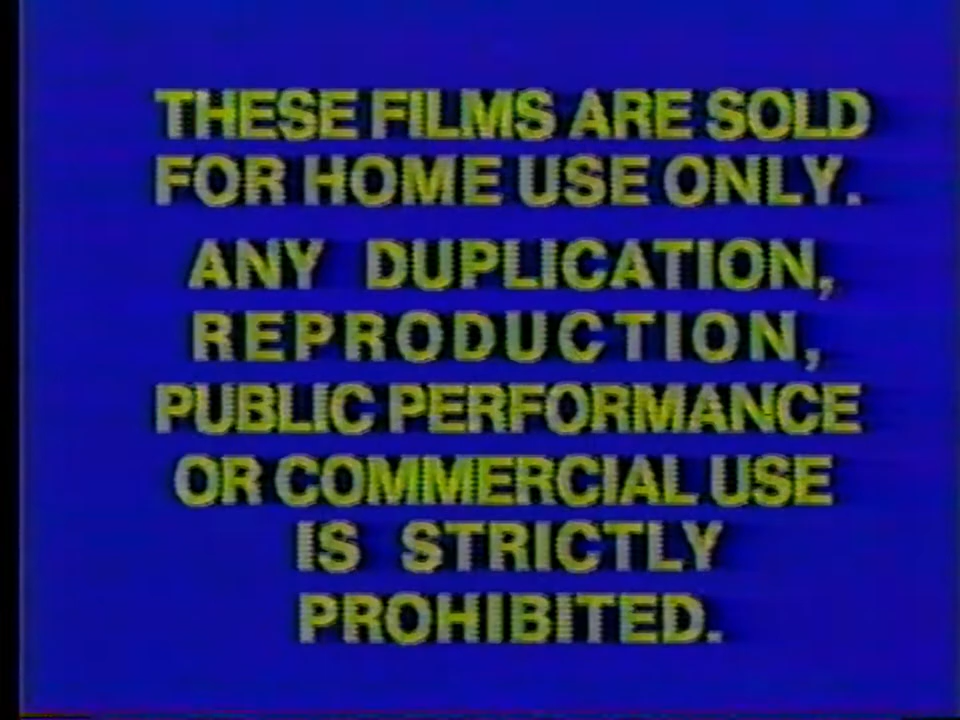 THESE FILMS ARE SOLD
FOR HOME USE ONLY.
ANY DUPLICATION,
REPRODUCTION,
PUBLIC PERFORMANCE
OR COMMERCIAL USE
IS STRICTLY
PROHIBITED.